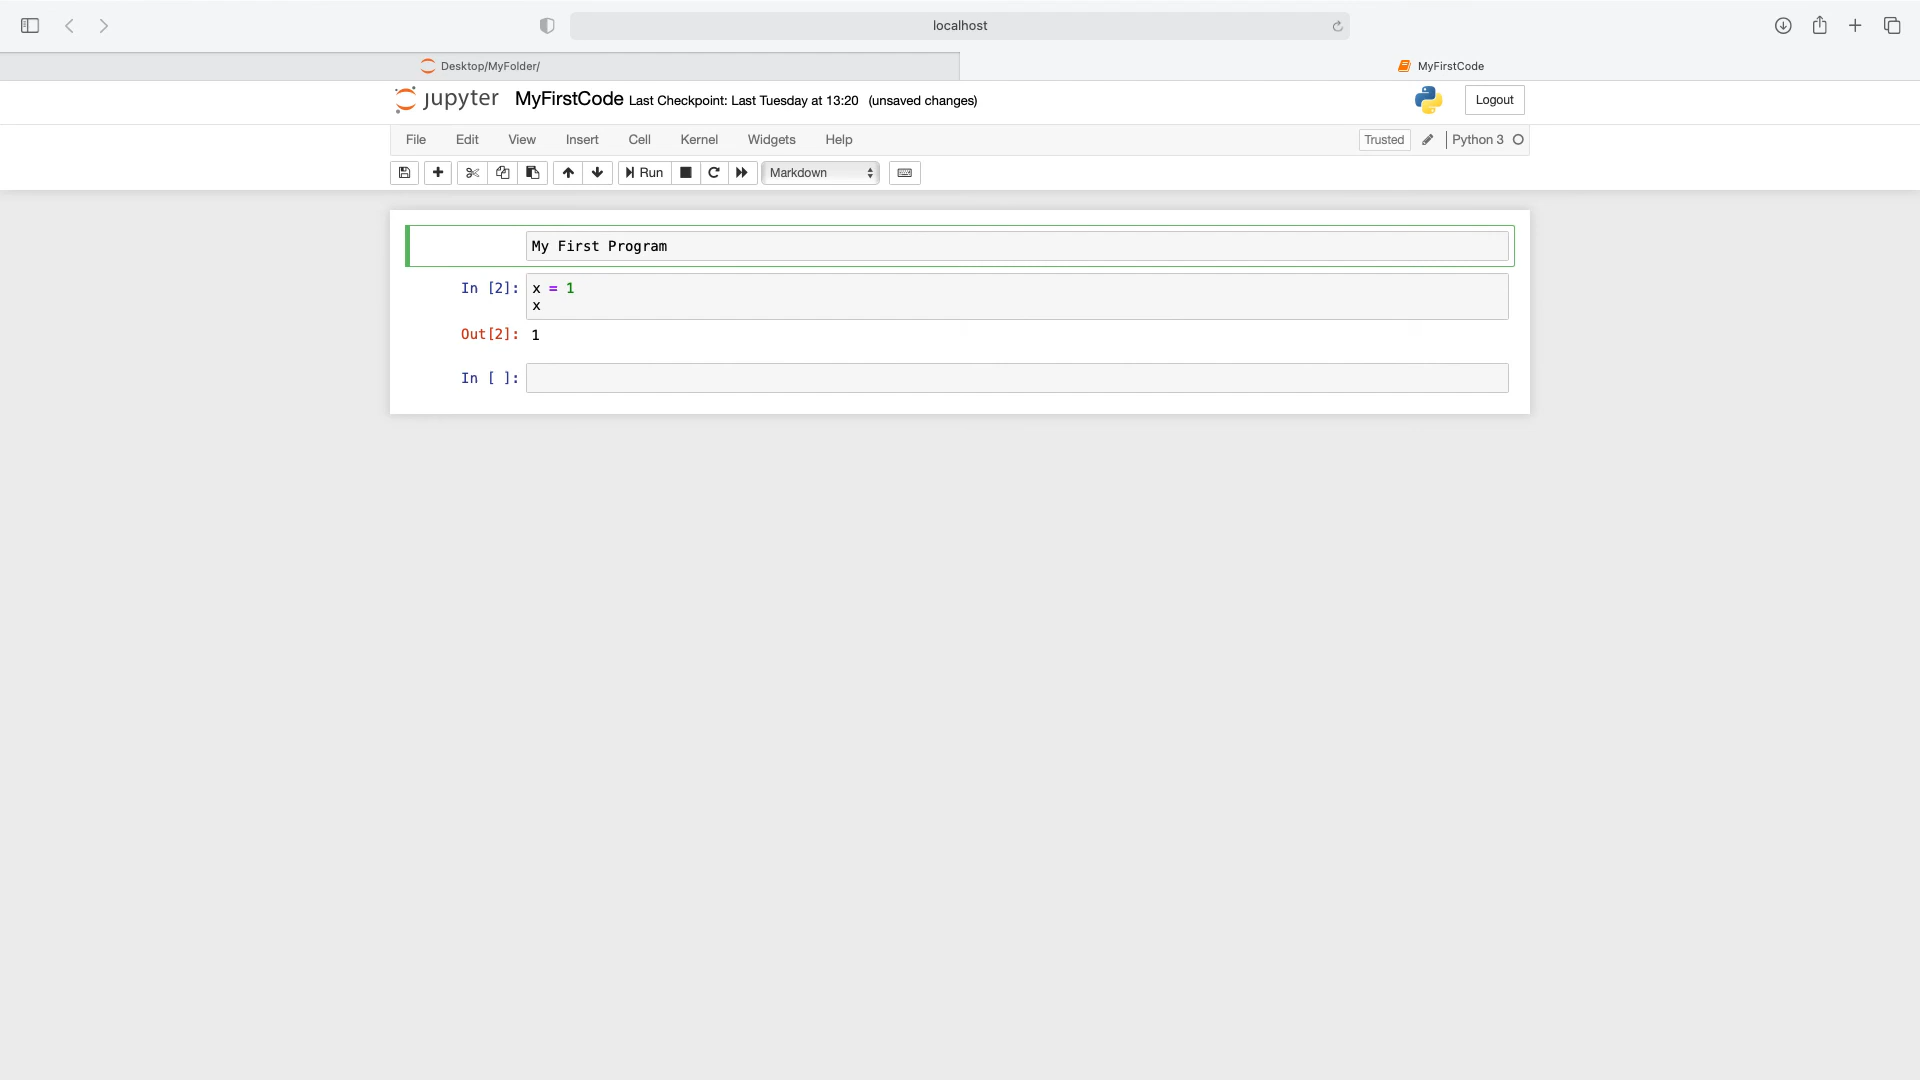 localhost
Desktop/MyFolder/
MyFirstCode
jupyter MyFirstCode Last Checkpoint: Last Tuesday at 13:20 (unsaved changes)
Logout
File Edit View Insert Cell Kernel Widgets Help
Trusted Python 3
Run Markdown
My First Program
In [2]: x = 1
x
Out[2]: 1
In [ ]: